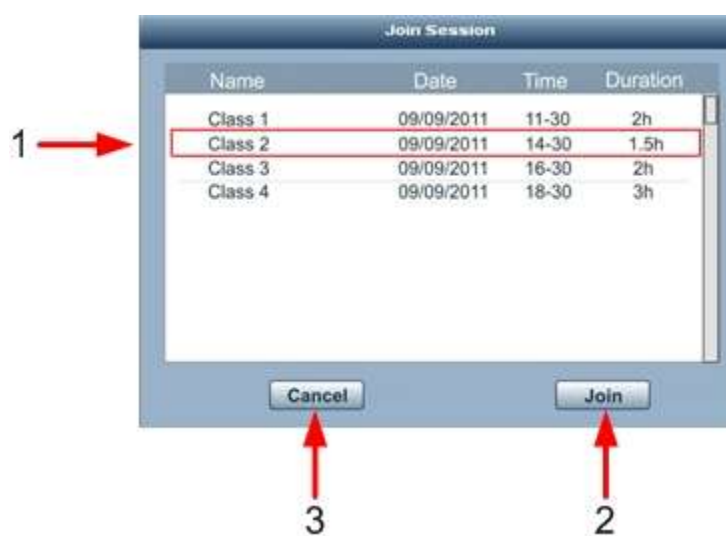 Join Session
Name Date Time Duration
Class 1 09/09/2011 11-30 2h
1 Class 2 09/09/2011 14-30 1.5h
Class 3 09/09/2011 16-30 2h
Class 4 09/09/2011 18-30 3h
Cancel Join
3 2